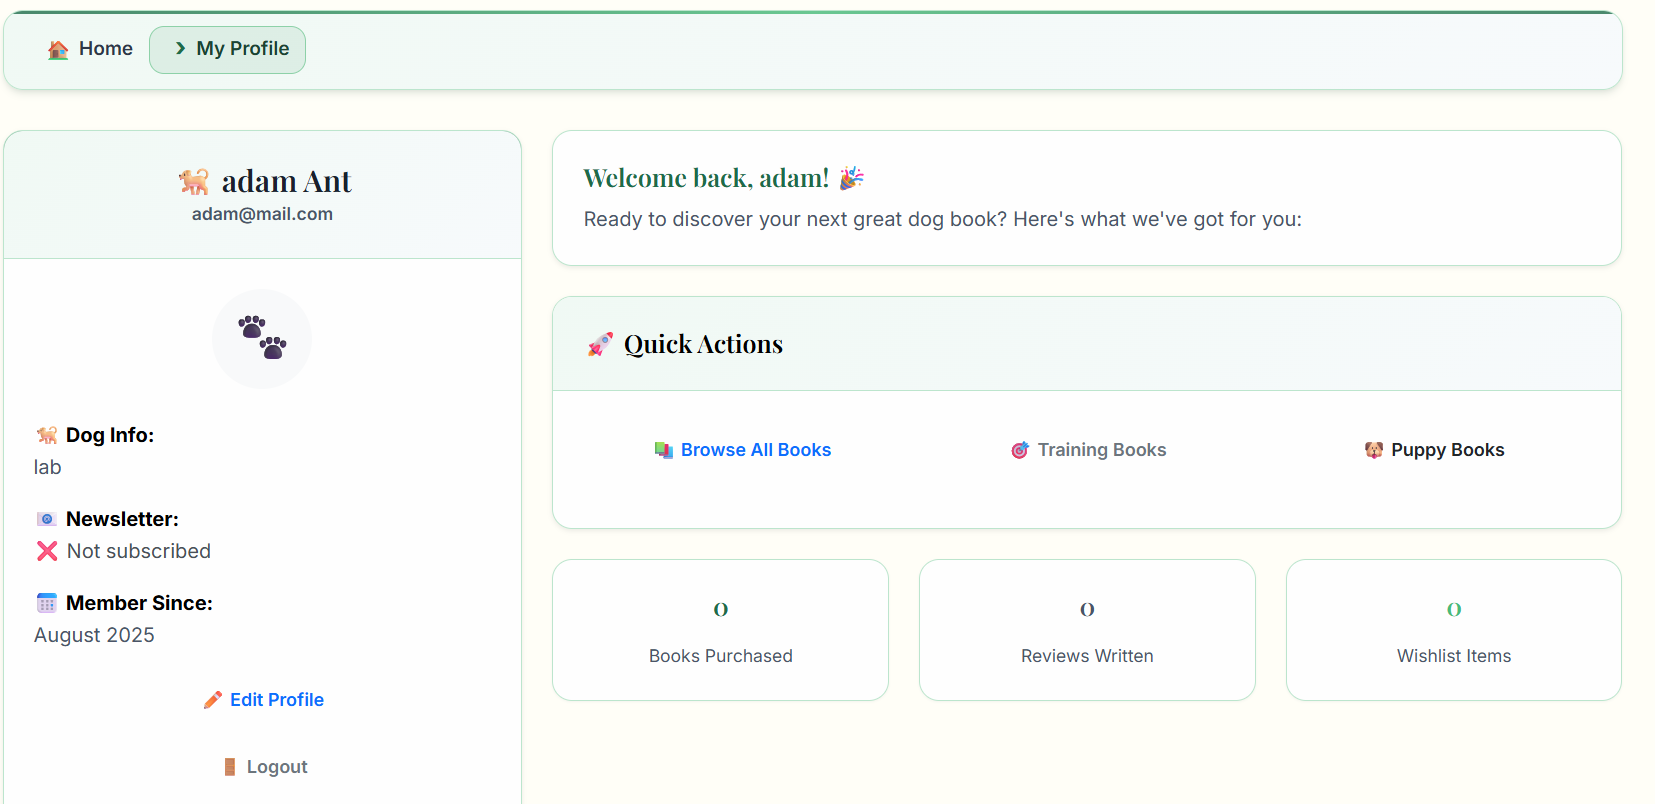 Home
My Profile
adam Ant
adam@mail.com
Dog Info:
lab
Newsletter:
Not subscribed
Member Since:
August 2025
Edit Profile
Logout
Welcome back, adam!
Ready to discover your next great dog book? Here's what we've got for you:
Quick Actions
Browse All Books
Training Books
Puppy Books
0
Books Purchased
0
Reviews Written
0
Wishlist Items